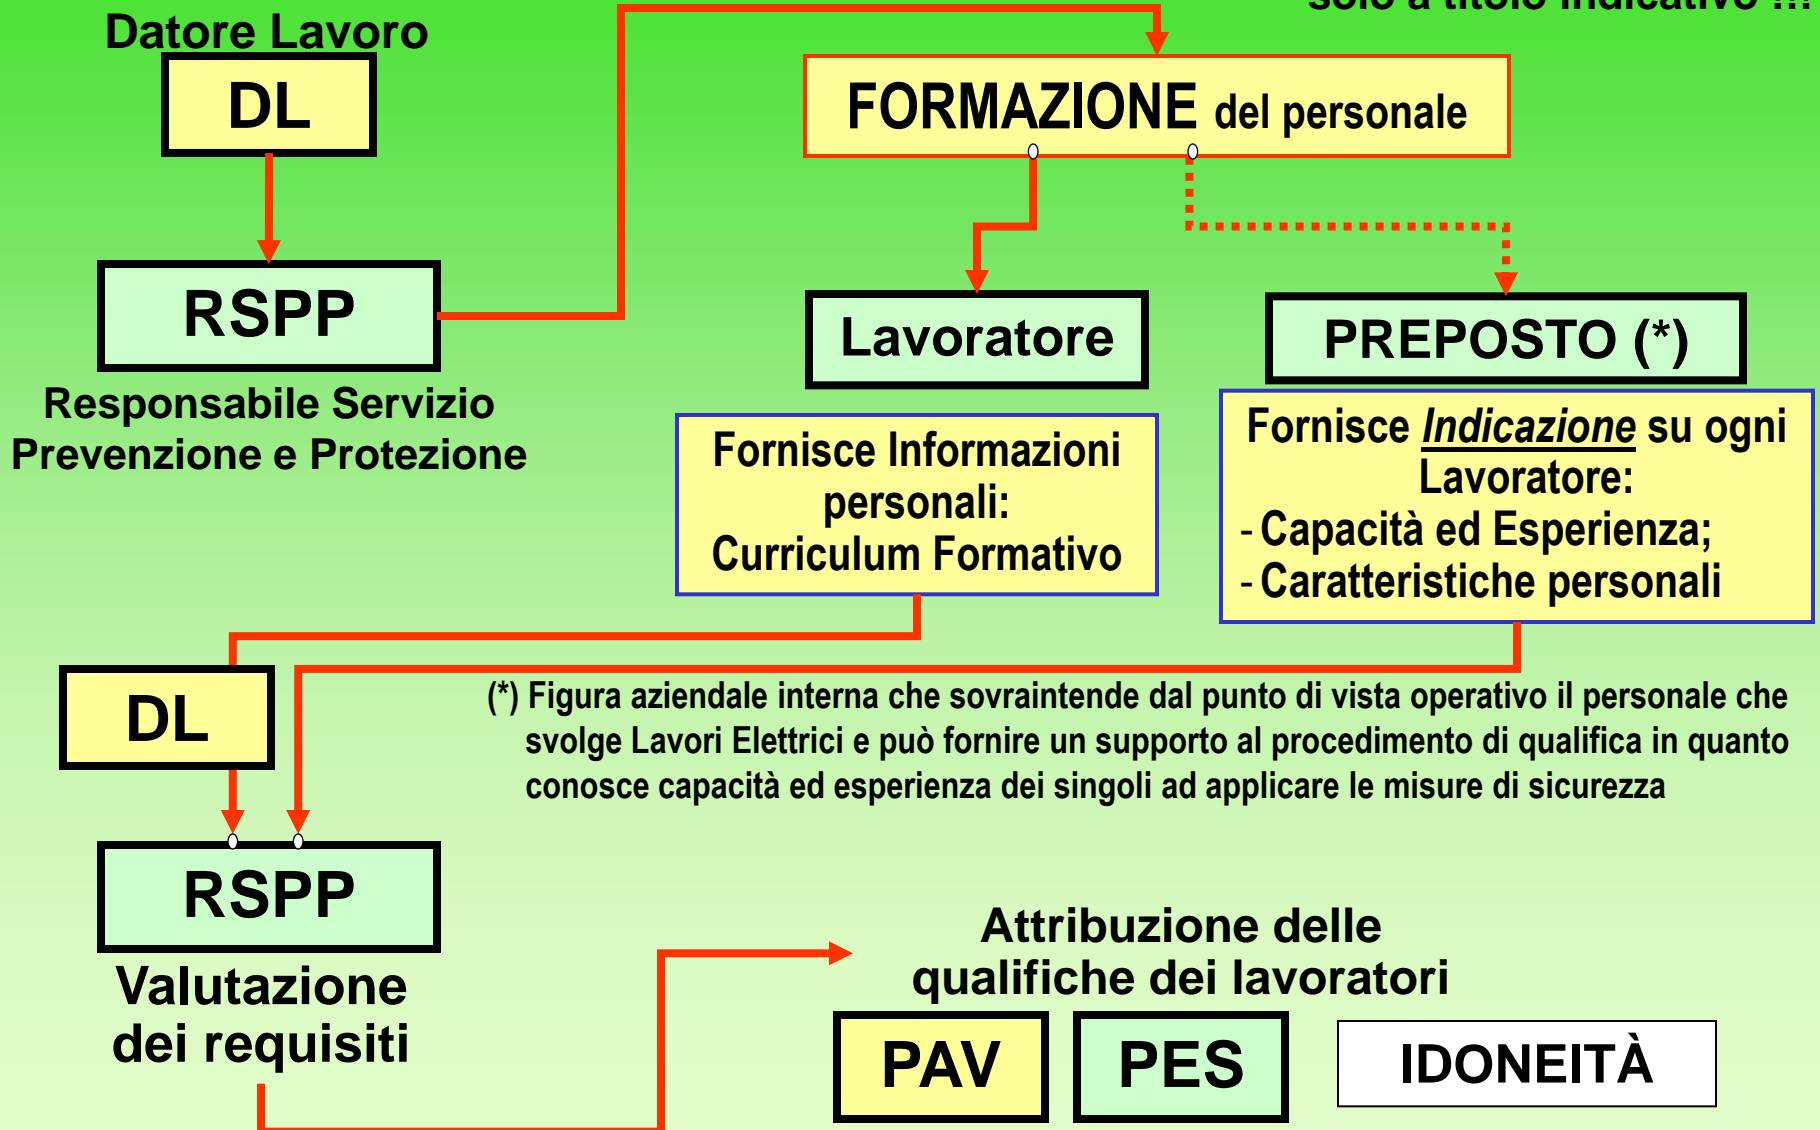 solo a titolo indicativo !!!
Datore Lavoro
DL
FORMAZIONE del personale
RSPP
Responsabile Servizio
Prevenzione e Protezione
Lavoratore
PREPOSTO (*)
Fornisce Informazioni
personali:
Curriculum Formativo
Fornisce Indicazione su ogni
Lavoratore:
- Capacità ed Esperienza;
- Caratteristiche personali
DL
(*) Figura aziendale interna che sovraintende dal punto di vista operativo il personale che
svolge Lavori Elettrici e può fornire un supporto al procedimento di qualifica in quanto
conosce capacità ed esperienza dei singoli ad applicare le misure di sicurezza
RSPP
Valutazione
dei requisiti
Attribuzione delle
qualifiche dei lavoratori
PAV
PES
IDONEITÀ